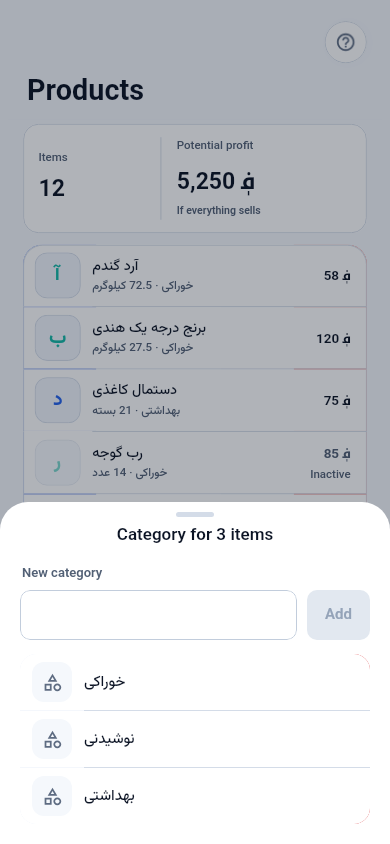 Products
Items
12
Potential profit
5,250 ؋
If everything sells
آ
آرد گندم
خوراکی · 72.5 کیلوگرم
58 ؋
ب
برنج درجه یک هندی
خوراکی · 27.5 کیلوگرم
120 ؋
د
دستمال کاغذی
بهداشتی · 21 بسته
75 ؋
ر
رب گوجه
خوراکی · 14 عدد
85 ؋
Inactive
Category for 3 items
New category
Add
خوراکی
نوشیدنی
بهداشتی